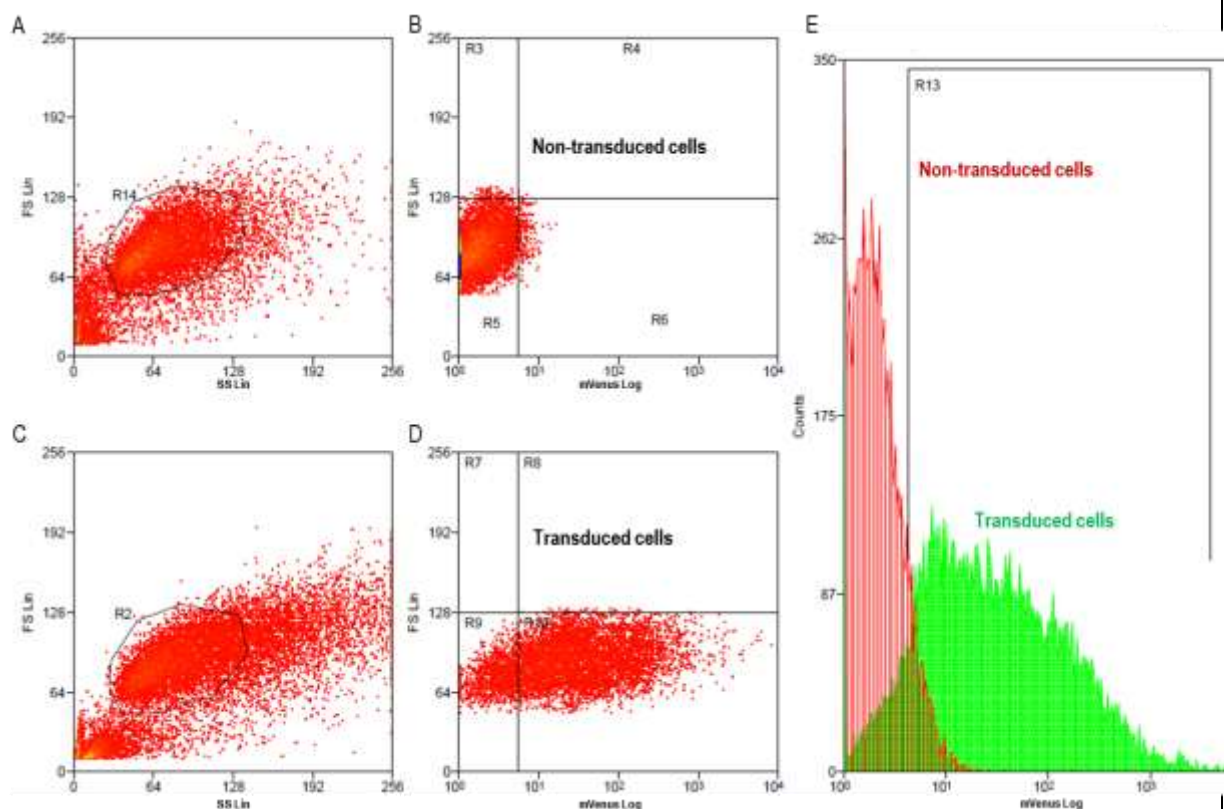 A
256
192
128
64
0
FS Lin
R14
0
64
128
192
256
SS Lin
B
256
192
128
64
0
FS Lin
R3
R4
Non-transduced cells
R5
R6
10⁰
10¹
10²
10³
10⁴
mVenus Log
C
256
192
128
64
0
FS Lin
R2
0
64
128
192
256
SS Lin
D
256
192
128
64
0
FS Lin
R7
R8
Transduced cells
R9
10⁰
10¹
10²
10³
10⁴
mVenus Log
E
350
262
175
87
0
Counts
R13
Non-transduced cells
Transduced cells
10⁰
10¹
10²
10³
mVenus Log